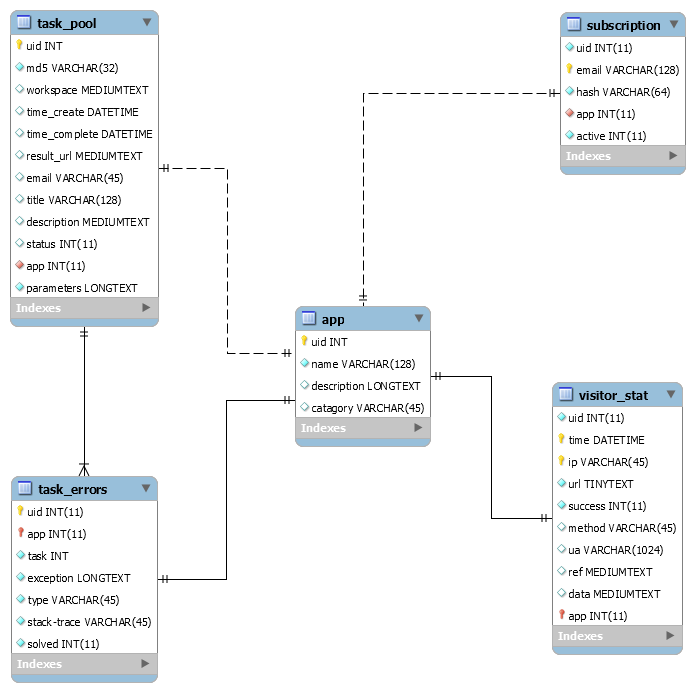 task_pool
uid INT
md5 VARCHAR(32)
workspace MEDIUMTEXT
time_create DATETIME
time_complete DATETIME
result_url MEDIUMTEXT
email VARCHAR(45)
title VARCHAR(128)
description MEDIUMTEXT
status INT(11)
app INT(11)
parameters LONGTEXT
Indexes
subscription
uid INT(11)
email VARCHAR(128)
hash VARCHAR(64)
app INT(11)
active INT(11)
Indexes
app
uid INT
name VARCHAR(128)
description LONGTEXT
catagory VARCHAR(45)
Indexes
visitor_stat
uid INT(11)
time DATETIME
ip VARCHAR(45)
url TINYTEXT
success INT(11)
method VARCHAR(45)
ua VARCHAR(1024)
ref MEDIUMTEXT
data MEDIUMTEXT
app INT(11)
Indexes
task_errors
uid INT(11)
app INT(11)
task INT
exception LONGTEXT
type VARCHAR(45)
stack-trace VARCHAR(45)
solved INT(11)
Indexes